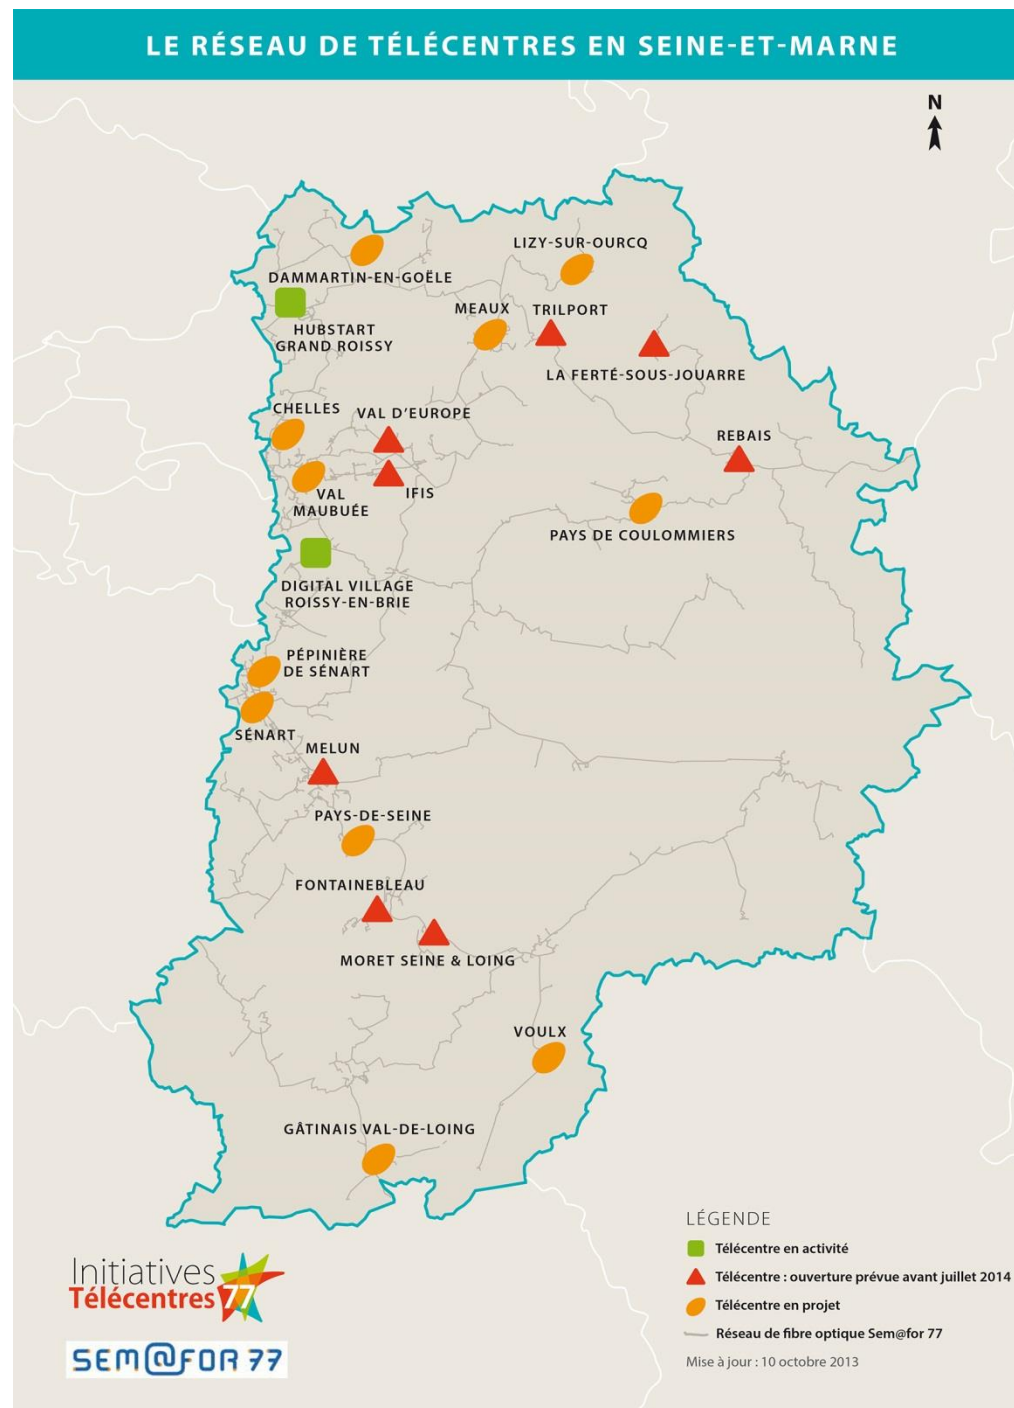 LE RÉSEAU DE TÉLÉCENTRES EN SEINE-ET-MARNE
N
LIZY-SUR-OURCQ
DAMMARTIN-EN-GOËLE
MEAUX
TRILPORT
HUBSTART
GRAND ROISSY
LA FERTÉ-SOUS-JOUARRE
CHELLES
VAL D'EUROPE
REBAIS
IFIS
VAL
MAUBUÉE
PAYS DE COULOMMIERS
DIGITAL VILLAGE
ROISSY-EN-BRIE
PÉPINIÈRE
DE SÉNART
SÉNART
MELUN
PAYS-DE-SEINE
FONTAINEBLEAU
MORET SEINE & LOING
VOULX
GÂTINAIS VAL-DE-LOING
LÉGENDE
Télécentre en activité
Télécentre : ouverture prévue avant juillet 2014
Télécentre en projet
Réseau de fibre optique Sem@for 77
Mise à jour : 10 octobre 2013
Initiatives
Télécentres 77
SEM@FOR 77